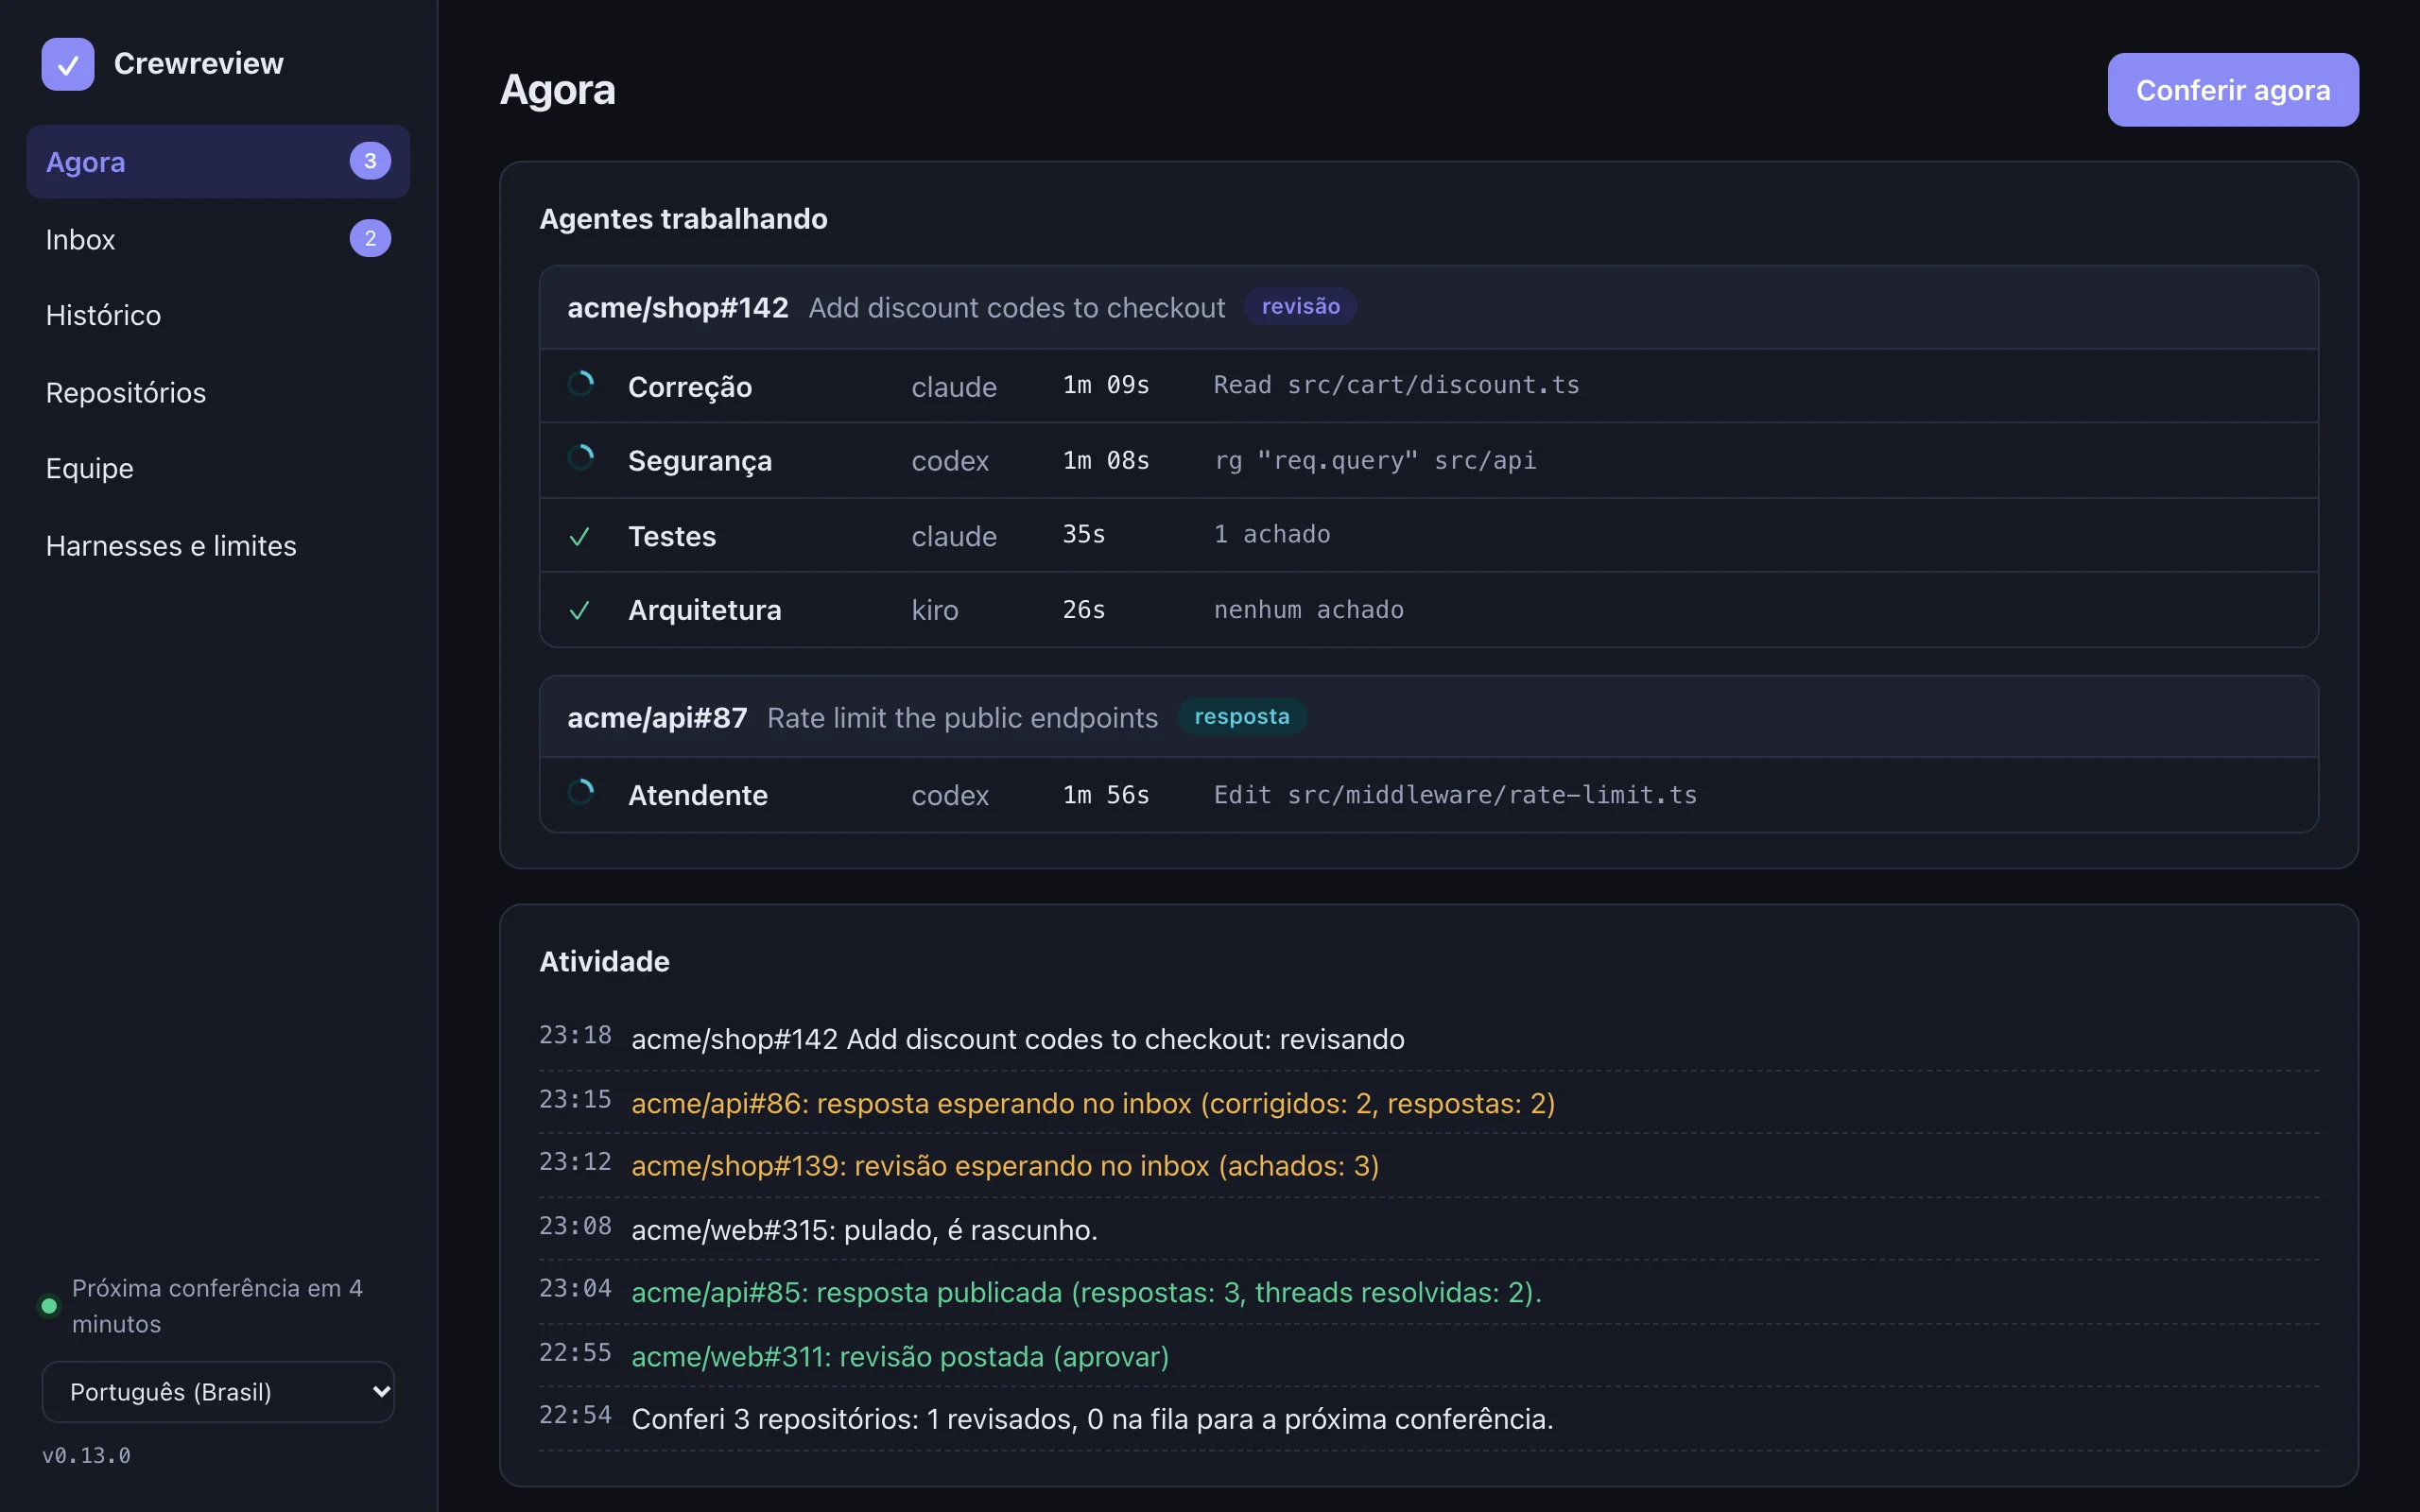 Crewreview
Agora 3
Inbox 2
Histórico
Repositórios
Equipe
Harnesses e limites
Próxima conferência em 4
minutos
Português (Brasil)
v0.13.0
Agora
Conferir agora
Agentes trabalhando
acme/shop#142 Add discount codes to checkout revisão
Correção claude 1m 09s Read src/cart/discount.ts
Segurança codex 1m 08s rg "req.query" src/api
Testes claude 35s 1 achado
Arquitetura kiro 26s nenhum achado
acme/api#87 Rate limit the public endpoints resposta
Atendente codex 1m 56s Edit src/middleware/rate-limit.ts
Atividade
23:18 acme/shop#142 Add discount codes to checkout: revisando
23:15 acme/api#86: resposta esperando no inbox (corrigidos: 2, respostas: 2)
23:12 acme/shop#139: revisão esperando no inbox (achados: 3)
23:08 acme/web#315: pulado, é rascunho.
23:04 acme/api#85: resposta publicada (respostas: 3, threads resolvidas: 2).
22:55 acme/web#311: revisão postada (aprovar)
22:54 Conferi 3 repositórios: 1 revisados, 0 na fila para a próxima conferência.